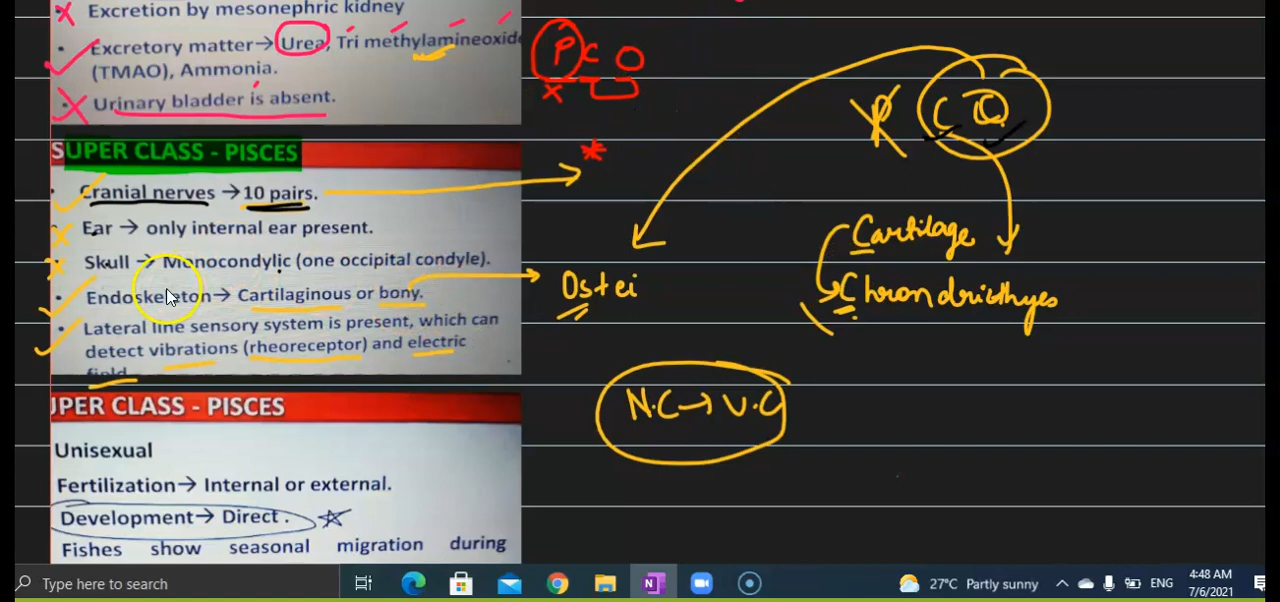 Excretion by mesonephric kidney
Excretory matter→ Urea, Tri methylamineoxide
(TMAO), Ammonia.
Urinary bladder is absent.
P C O
P C O
SUPER CLASS - PISCES
Cranial nerves →10 pairs.
Ear → only internal ear present.
Skull → Monocondylic (one occipital condyle).
Endoskeleton→ Cartilaginous or bony.
Lateral line sensory system is present, which can
detect vibrations (rheoreceptor) and electric
field.
Ostei
Cartilage
Chrondricthyes
N.C → V.C
UPER CLASS - PISCES
Unisexual
Fertilization→ Internal or external.
Development→ Direct .
Fishes show seasonal migration during
Type here to search
27°C Partly sunny
ENG
4:48 AM
7/6/2021